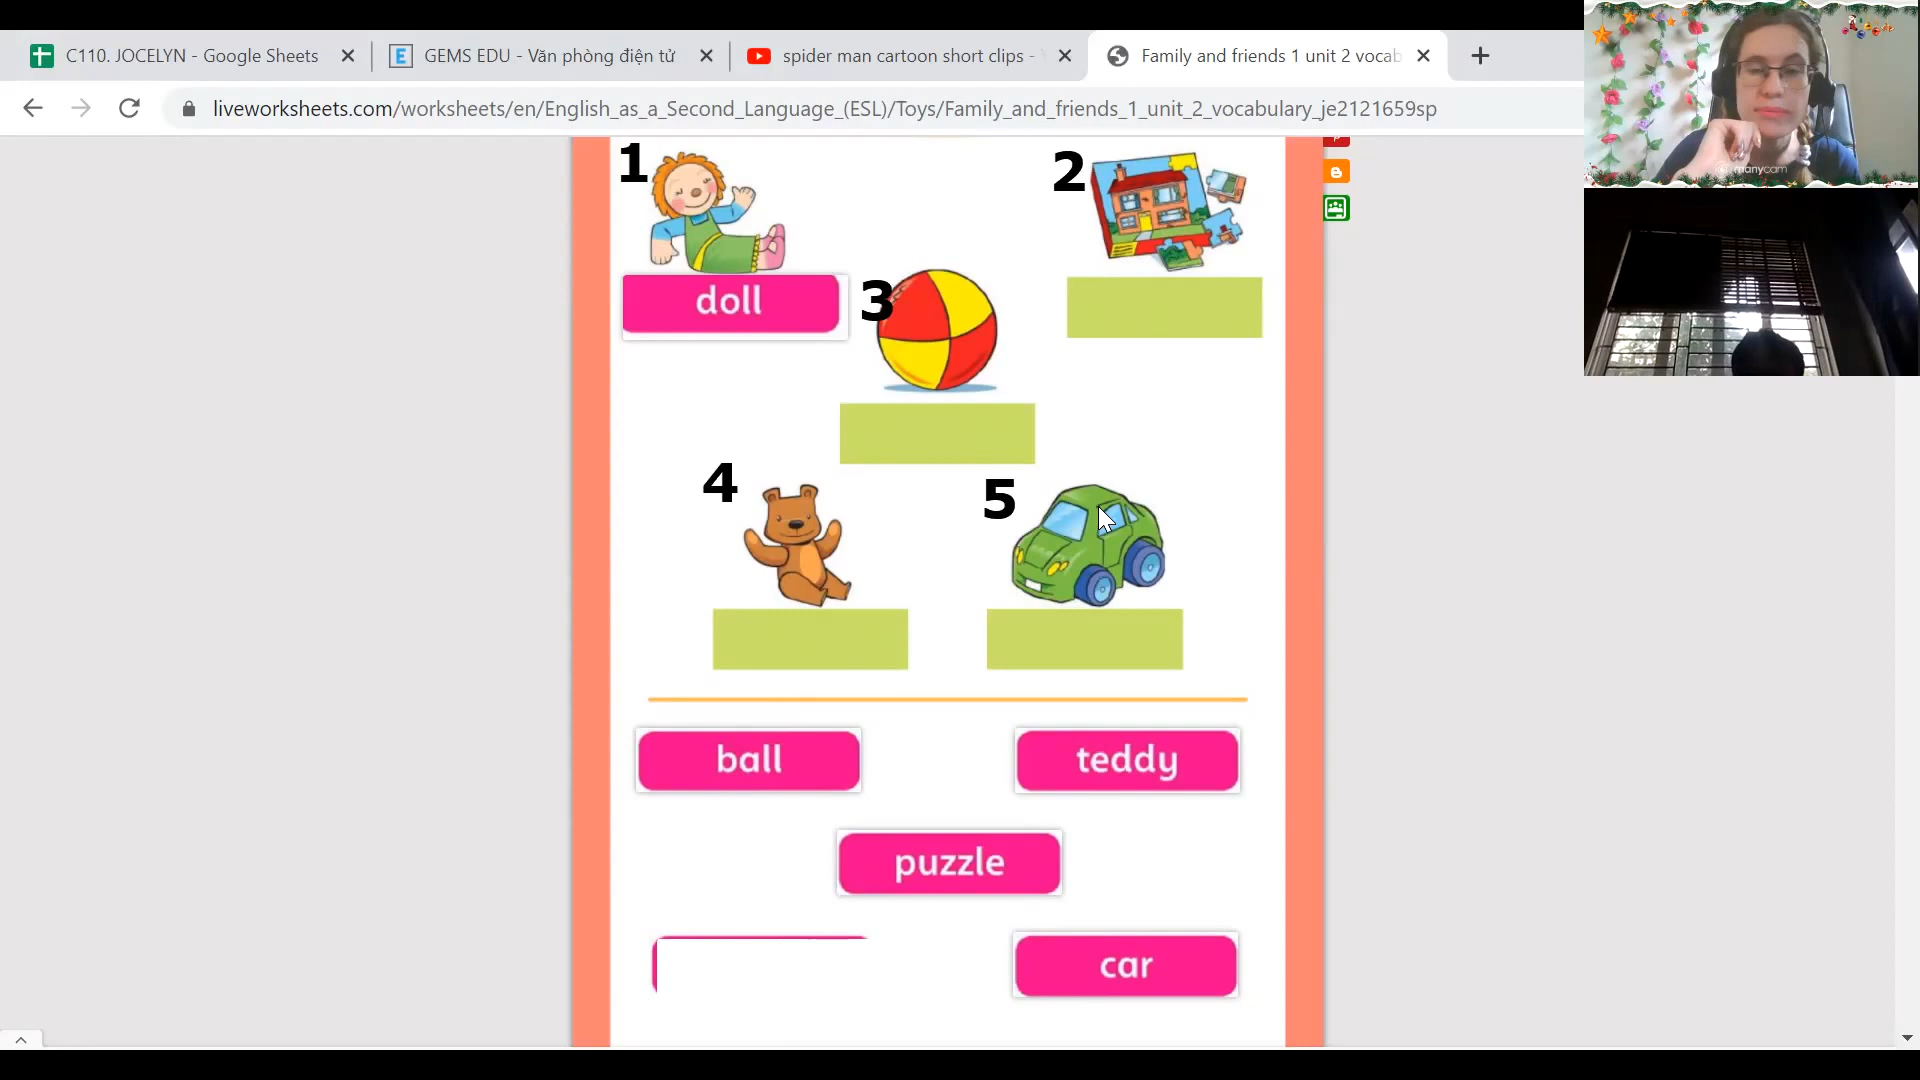 C110. JOCELYN - Google Sheets
GEMS EDU - Văn phòng điện tử
spider man cartoon short clips -
Family and friends 1 unit 2 vocab
liveworksheets.com/worksheets/en/English_as_a_Second_Language_(ESL)/Toys/Family_and_friends_1_unit_2_vocabulary_je2121659sp
manycam
1
2
doll
3
4
5
ball
teddy
puzzle
car